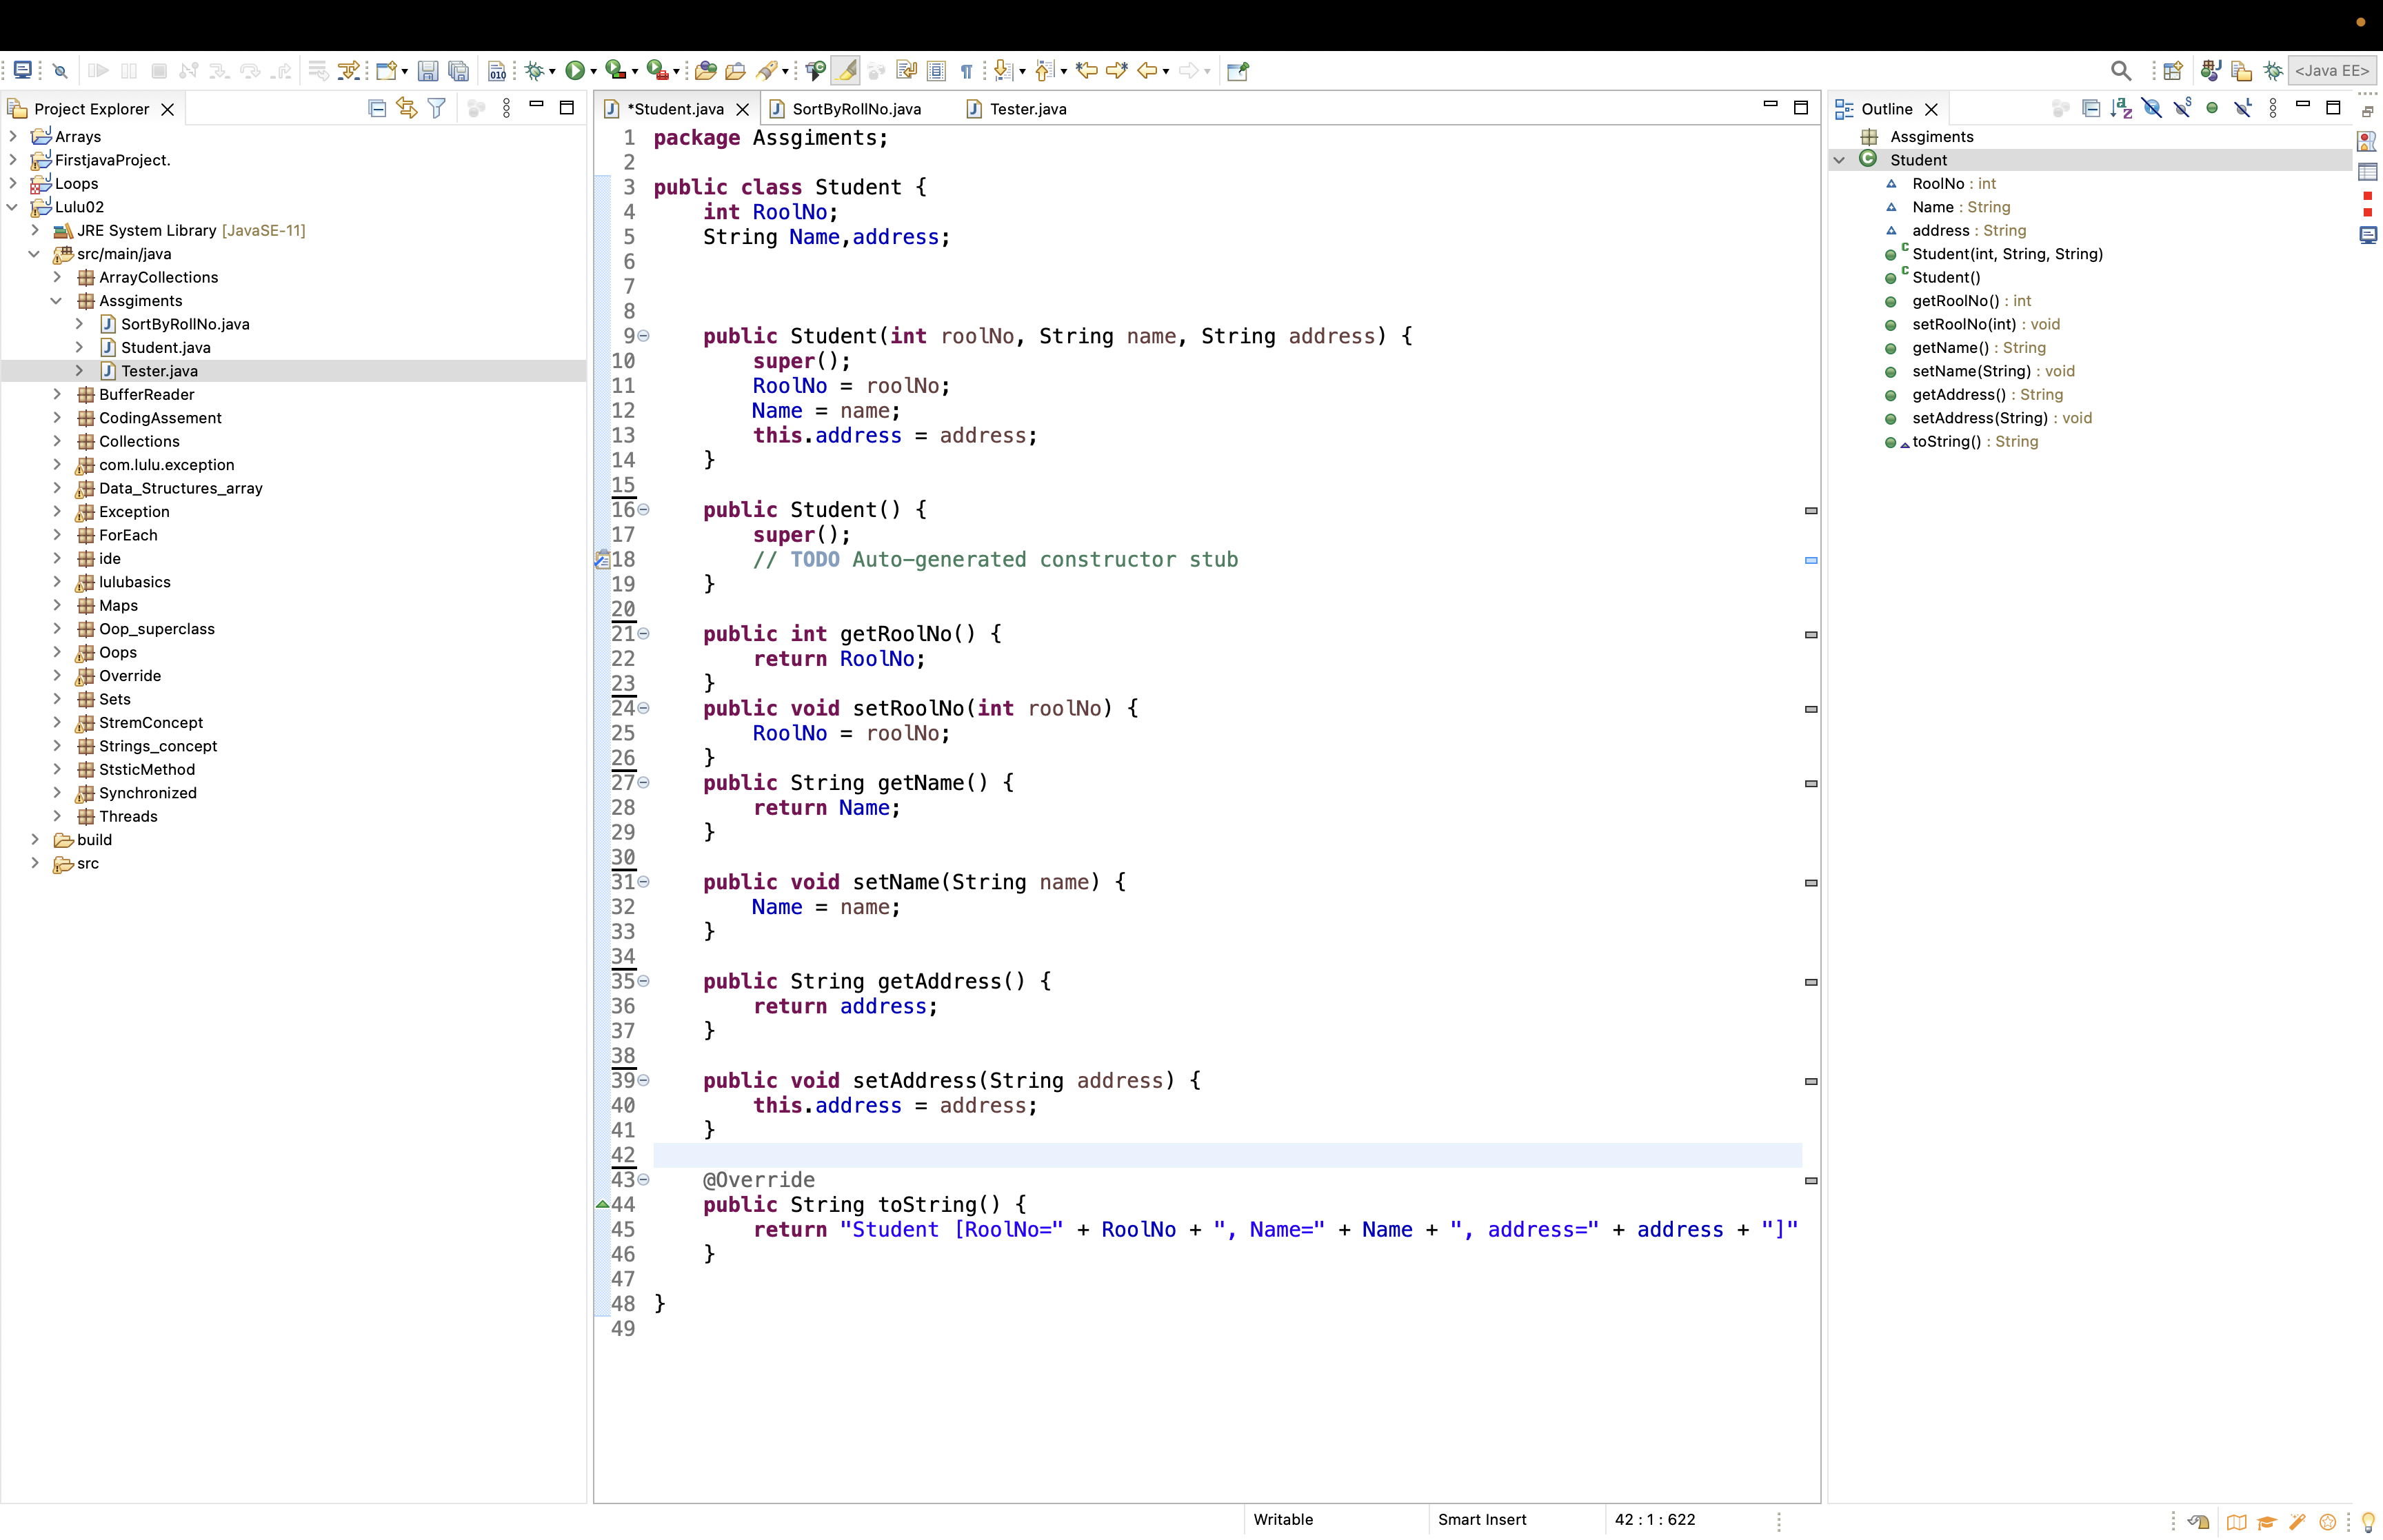 <Java EE>
Project Explorer
Arrays
FirstjavaProject.
Loops
Lulu02
JRE System Library [JavaSE-11]
src/main/java
ArrayCollections
Assgiments
SortByRollNo.java
Student.java
Tester.java
BufferReader
CodingAssement
Collections
com.lulu.exception
Data_Structures_array
Exception
ForEach
ide
lulubasics
Maps
Oop_superclass
Oops
Override
Sets
StremConcept
Strings_concept
StsticMethod
Synchronized
Threads
build
src
*Student.java SortByRollNo.java Tester.java
1 package Assgiments;
2
3 public class Student {
4 int RoolNo;
5 String Name,address;
6
7
8
9 public Student(int roolNo, String name, String address) {
10 super();
11 RoolNo = roolNo;
12 Name = name;
13 this.address = address;
14 }
15
16 public Student() {
17 super();
18 // TODO Auto-generated constructor stub
19 }
20
21 public int getRoolNo() {
22 return RoolNo;
23 }
24 public void setRoolNo(int roolNo) {
25 RoolNo = roolNo;
26 }
27 public String getName() {
28 return Name;
29 }
30
31 public void setName(String name) {
32 Name = name;
33 }
34
35 public String getAddress() {
36 return address;
37 }
38
39 public void setAddress(String address) {
40 this.address = address;
41 }
42
43 @Override
44 public String toString() {
45 return "Student [RoolNo=" + RoolNo + ", Name=" + Name + ", address=" + address + "]"
46 }
47
48 }
49
Outline
Assgiments
Student
RoolNo : int
Name : String
address : String
Student(int, String, String)
Student()
getRoolNo() : int
setRoolNo(int) : void
getName() : String
setName(String) : void
getAddress() : String
setAddress(String) : void
toString() : String
Writable Smart Insert 42 : 1 : 622